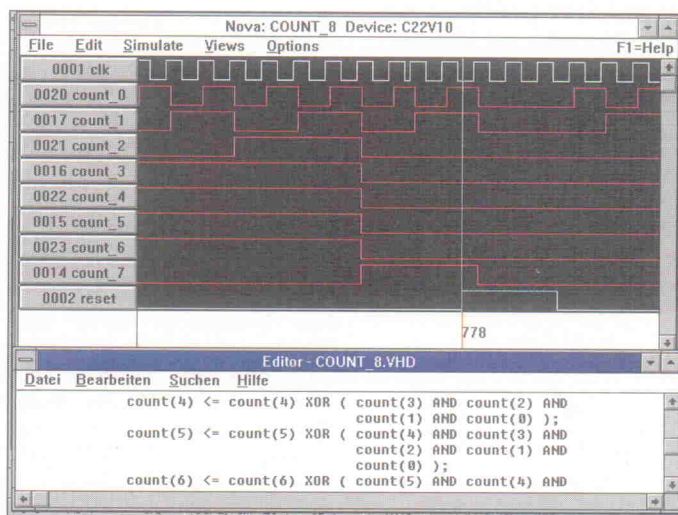 Nova: COUNT_8 Device: C22V10
File Edit Simulate Views Options F1=Help
0001 clk
0020 count_0
0017 count_1
0021 count_2
0016 count_3
0022 count_4
0015 count_5
0023 count_6
0014 count_7
0002 reset
778
Editor - COUNT_8.VHD
Datei Bearbeiten Suchen Hilfe
count(4) <= count(4) XOR ( count(3) AND count(2) AND
count(1) AND count(0) );
count(5) <= count(5) XOR ( count(4) AND count(3) AND
count(2) AND count(1) AND
count(0) );
count(6) <= count(6) XOR ( count(5) AND count(4) AND